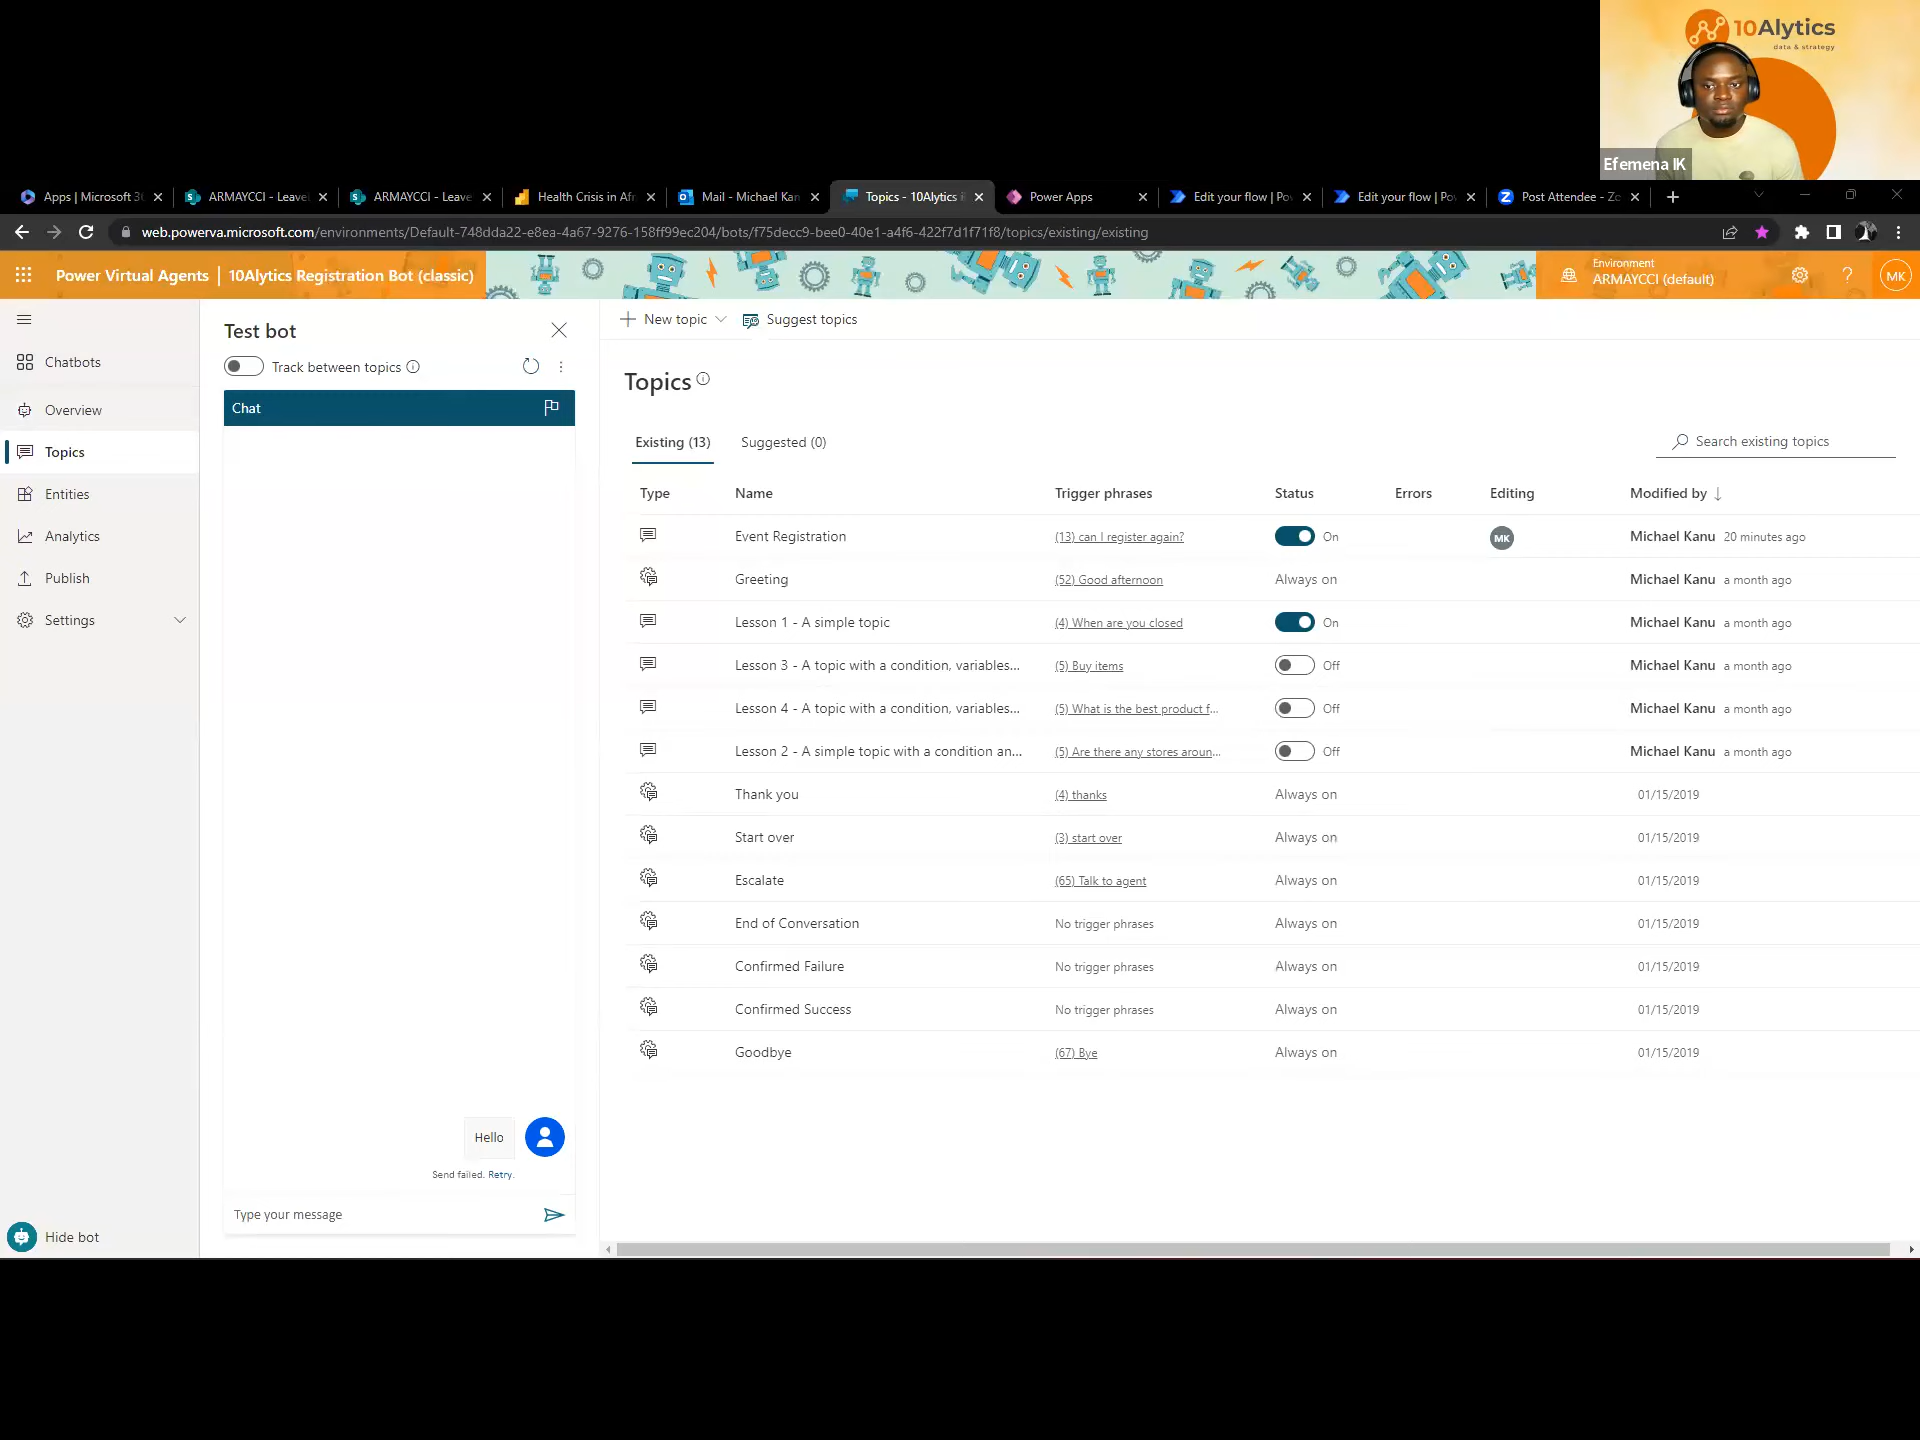 10Alytics
data & strategy
Efemena IK
Apps | Microsoft 3
ARMAYCCI - Leave
ARMAYCCI - Leave
Health Crisis in Afr
Mail - Michael Kan
Topics - 10Alytics
Power Apps
Edit your flow | Po
Edit your flow | Po
Post Attendee - Zo
web.powerva.microsoft.com/environments/Default-748dda22-e8ea-4a67-9276-158ff99ec204/bots/f75decc9-bee0-40e1-a4f6-422f7d1f71f8/topics/existing/existing
Power Virtual Agents | 10Alytics Registration Bot (classic)
Environment
ARMAYCCI (default)
MK
Chatbots
Overview
Topics
Entities
Analytics
Publish
Settings
Hide bot
Test bot
Track between topics
Chat
Hello
Send failed. Retry.
Type your message
New topic
Suggest topics
Topics
Existing (13) Suggested (0)
Search existing topics
Type Name Trigger phrases Status Errors Editing Modified by
Event Registration (13) can I register again? On MK Michael Kanu 20 minutes ago
Greeting (52) Good afternoon Always on Michael Kanu a month ago
Lesson 1 - A simple topic (4) When are you closed On Michael Kanu a month ago
Lesson 3 - A topic with a condition, variables... (5) Buy items Off Michael Kanu a month ago
Lesson 4 - A topic with a condition, variables... (5) What is the best product f... Off Michael Kanu a month ago
Lesson 2 - A simple topic with a condition an... (5) Are there any stores aroun... Off Michael Kanu a month ago
Thank you (4) thanks Always on 01/15/2019
Start over (3) start over Always on 01/15/2019
Escalate (65) Talk to agent Always on 01/15/2019
End of Conversation No trigger phrases Always on 01/15/2019
Confirmed Failure No trigger phrases Always on 01/15/2019
Confirmed Success No trigger phrases Always on 01/15/2019
Goodbye (67) Bye Always on 01/15/2019